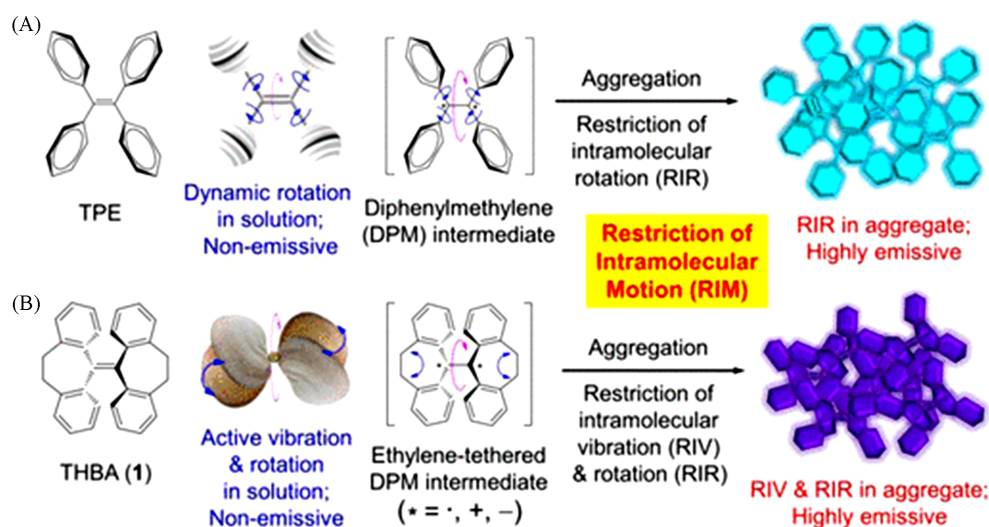 (A)
TPE
Dynamic rotation
in solution;
Non-emissive
Diphenylmethylene
(DPM) intermediate
Aggregation
Restriction of
intramolecular
rotation (RIR)
RIR in aggregate;
Highly emissive
Restriction of
Intramolecular
Motion (RIM)
(B)
THBA (1)
Active vibration
& rotation
in solution;
Non-emissive
Ethylene-tethered
DPM intermediate
(* = ·, +, −)
Aggregation
Restriction of
intramolecular
vibration (RIV)
& rotation (RIR)
RIV & RIR in aggregate;
Highly emissive